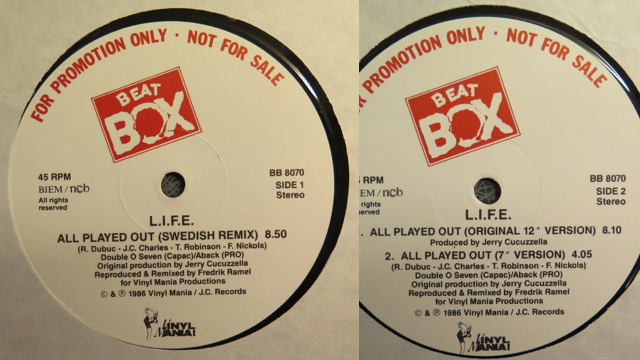 FOR PROMOTION ONLY · NOT FOR SALE
BEAT
BOX
45 RPM
BIEM/ncb
All rights
reserved
BB 8070
SIDE 1
Stereo
L.I.F.E.
ALL PLAYED OUT (SWEDISH REMIX) 8.50
(R. Dubuc - J.C. Charles - T. Robinson - F. Nickols)
Double O Seven (Capac)/Aback (PRO)
Original production by Jerry Cucuzzella
Reproduced & Remixed by Fredrik Ramel
for Vinyl Mania Productions
© & ℗ 1986 Vinyl Mania / J.C. Records
VINYL
MANIA!
R PROMOTION ONLY · NOT FOR SALE
BEAT
BOX
5 RPM
EM/ncb
rights
erved
BB 8070
SIDE 2
Stereo
L.I.F.E.
. ALL PLAYED OUT (ORIGINAL 12″ VERSION) 8.10
Produced by Jerry Cucuzzella
2. ALL PLAYED OUT (7″ VERSION) 4.05
(R. Dubuc - J.C. Charles - T. Robinson - F. Nickols)
Double O Seven (Capac)/Aback (PRO)
Original production by Jerry Cucuzzella
Reproduced & Remixed by Fredrik Ramel
for Vinyl Mania Productions
© & ℗ 1986 Vinyl Mania / J.C. Records
VINYL
MANIA!